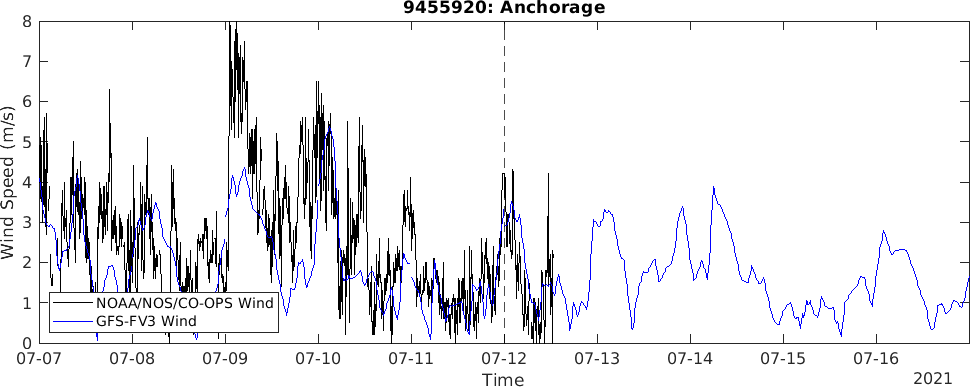 9455920: Anchorage
Wind Speed (m/s)
8
7
6
5
4
3
2
1
0
NOAA/NOS/CO-OPS Wind
GFS-FV3 Wind
07-07 07-08 07-09 07-10 07-11 07-12 07-13 07-14 07-15 07-16
Time
2021